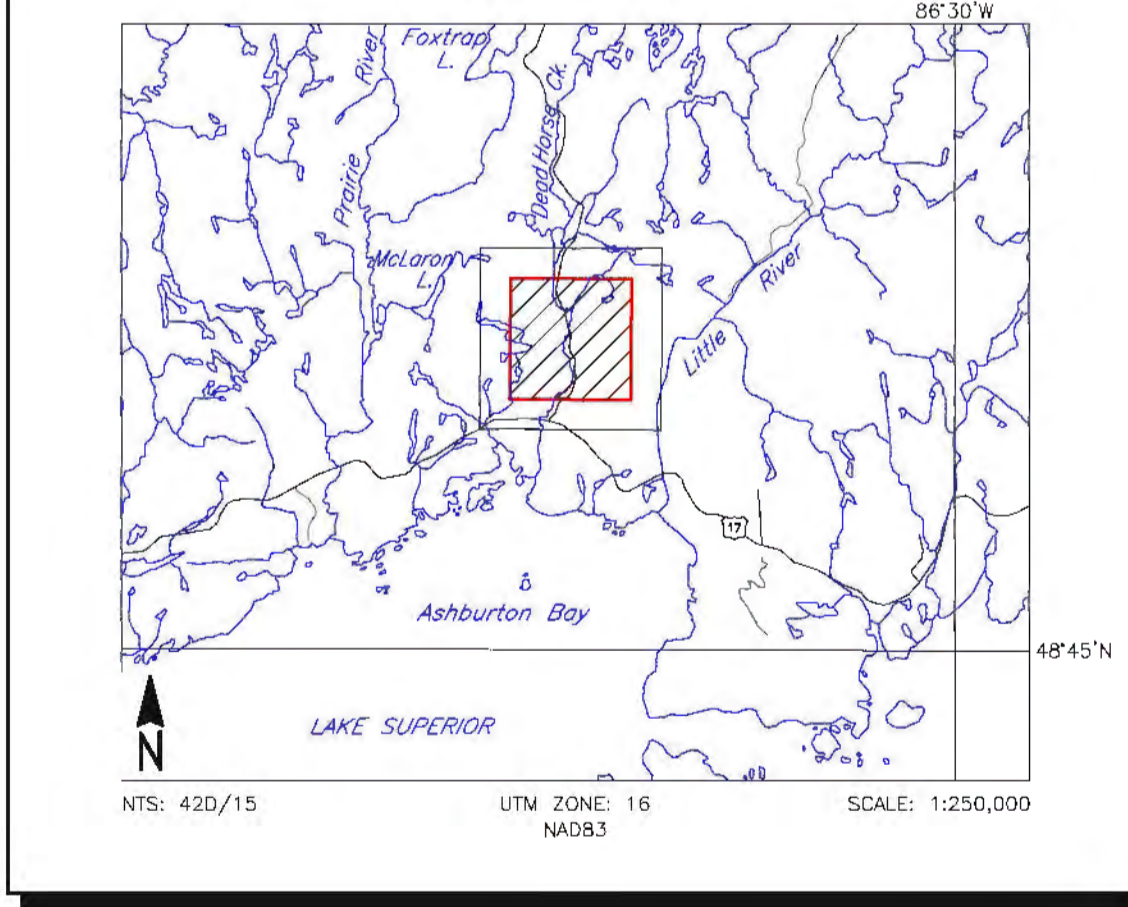 86°30'W
Foxtrap
L.
River
Prairie
Dead Horse Ck.
McLaron
L.
River
Little
17
Ashburton Bay
48°45'N
LAKE SUPERIOR
N
NTS: 42D/15
UTM ZONE: 16
SCALE: 1:250,000
NAD83